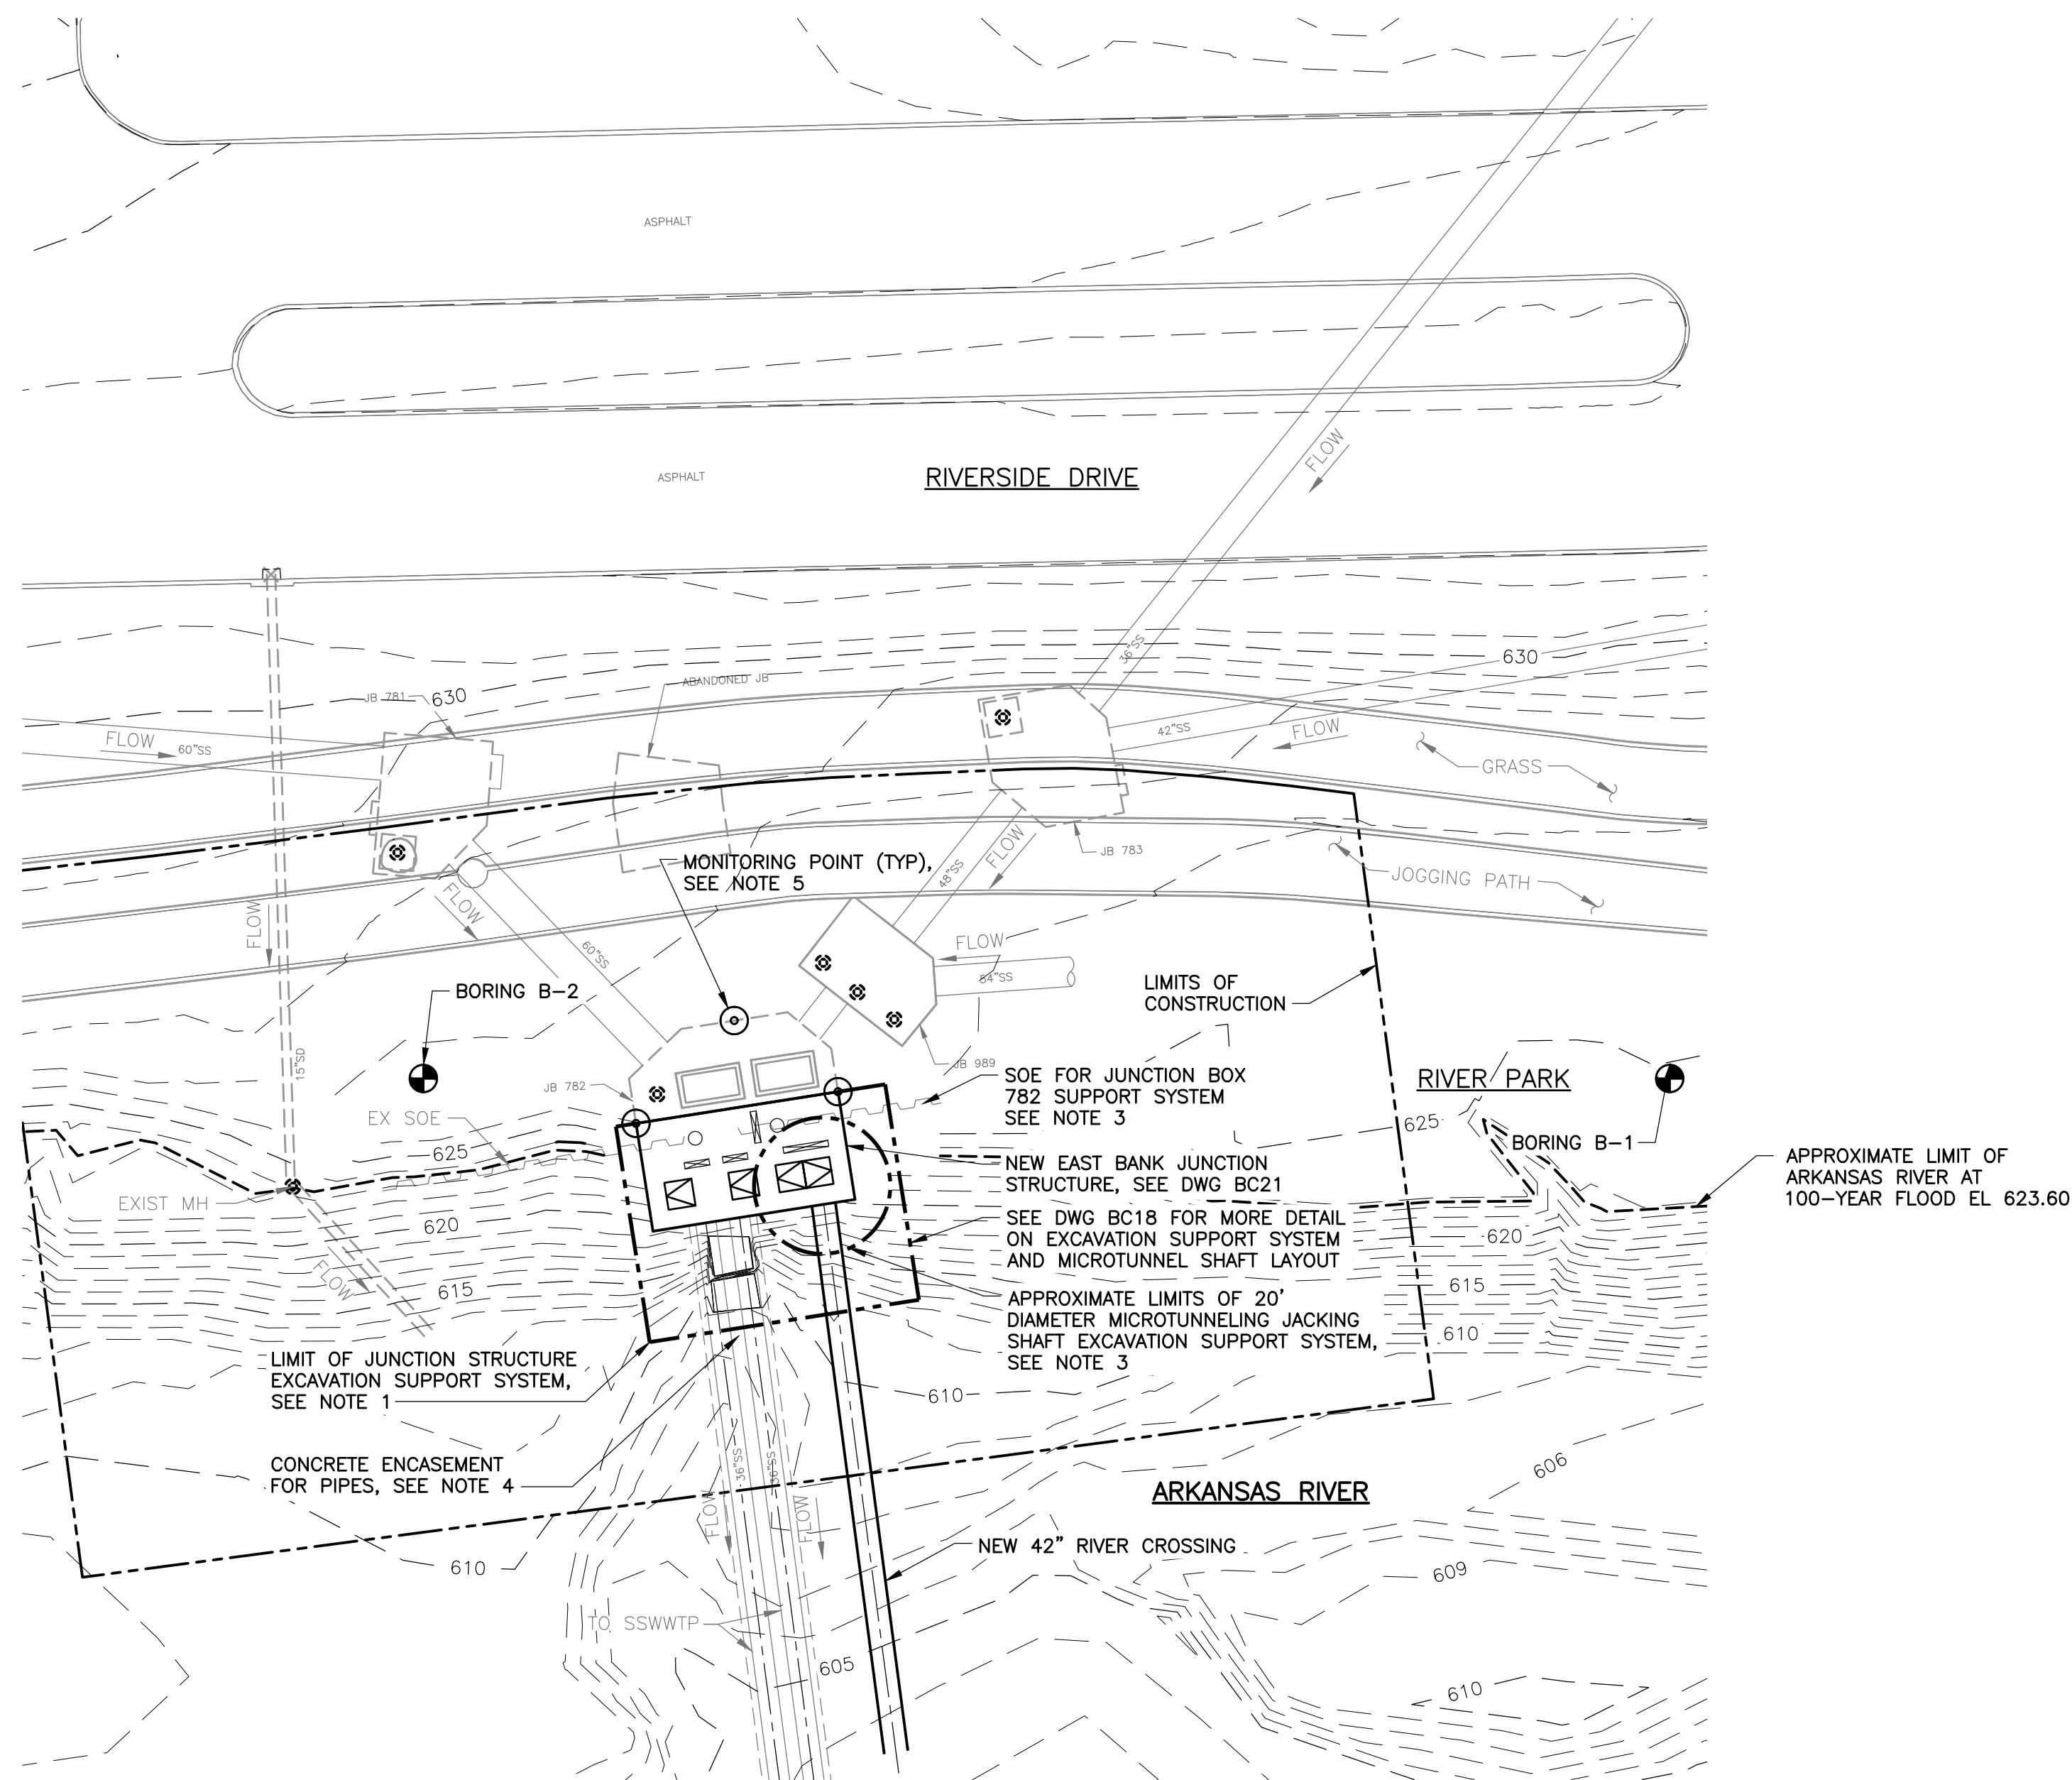 ASPHALT
RIVERSIDE DRIVE
ASPHALT
FLOW
36"SS
630
JB 781
630
ABANDONED JB
FLOW
60"SS
42"SS
FLOW
GRASS
MONITORING POINT (TYP),
SEE NOTE 5
48"SS
FLOW
JB 783
JOGGING PATH
FLOW
FLOW
60"SS
FLOW
BORING B-2
LIMITS OF
CONSTRUCTION
15"SD
JB 782
JB 989
SOE FOR JUNCTION BOX
782 SUPPORT SYSTEM
SEE NOTE 3
RIVER PARK
EX SOE
625
625
BORING B-1
NEW EAST BANK JUNCTION
STRUCTURE, SEE DWG BC21
APPROXIMATE LIMIT OF
ARKANSAS RIVER AT
100-YEAR FLOOD EL 623.60
EXIST MH
620
SEE DWG BC18 FOR MORE DETAIL
ON EXCAVATION SUPPORT SYSTEM
AND MICROTUNNEL SHAFT LAYOUT
620
FLOW
615
615
APPROXIMATE LIMITS OF 20'
DIAMETER MICROTUNNELING JACKING
SHAFT EXCAVATION SUPPORT SYSTEM,
SEE NOTE 3
610
LIMIT OF JUNCTION STRUCTURE
EXCAVATION SUPPORT SYSTEM,
SEE NOTE 1
610
CONCRETE ENCASEMENT
FOR PIPES, SEE NOTE 4
36"SS
36"SS
606
ARKANSAS RIVER
FLOW
FLOW
NEW 42" RIVER CROSSING
610
609
TO SSWWTP
605
610